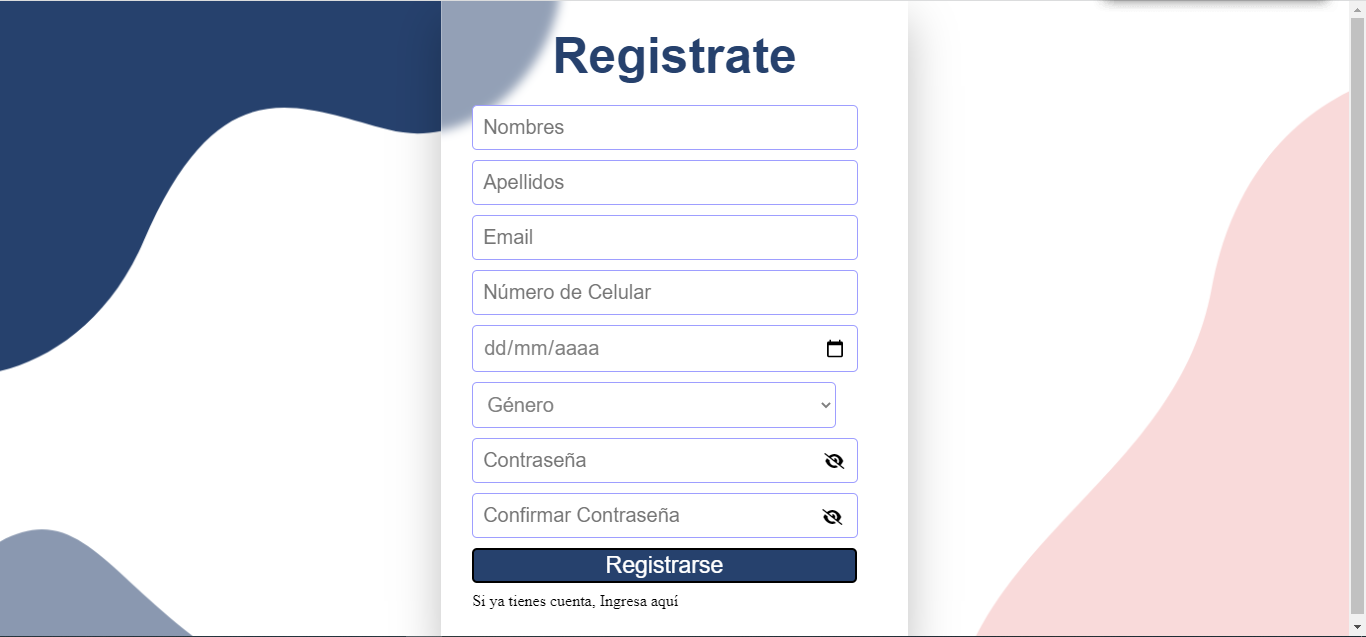 Registrate
Nombres
Apellidos
Email
Número de Celular
dd/mm/aaaa
Género
Contraseña
Confirmar Contraseña
Registrarse
Si ya tienes cuenta, Ingresa aquí